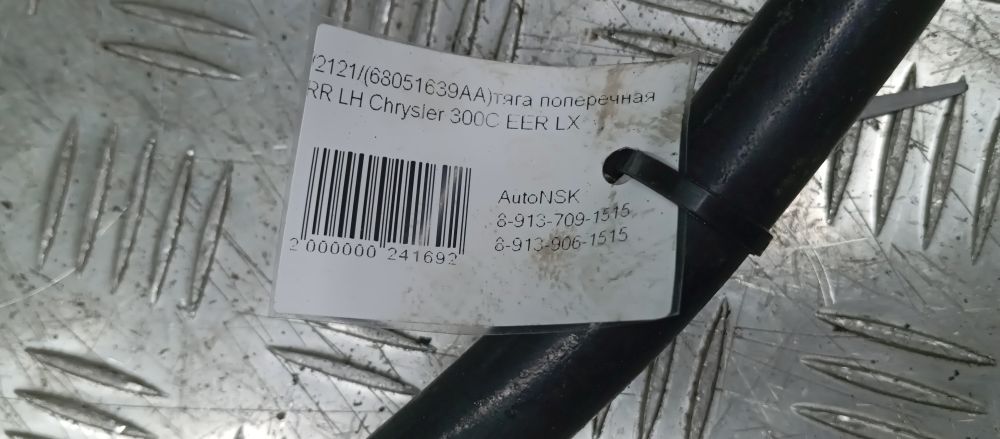 2121/(68051639AA)тяга поперечная
RR LH Chrysler 300C EER LX
AutoNSK
8-913-709-1515
8-913-906-1515
2 000000 241692